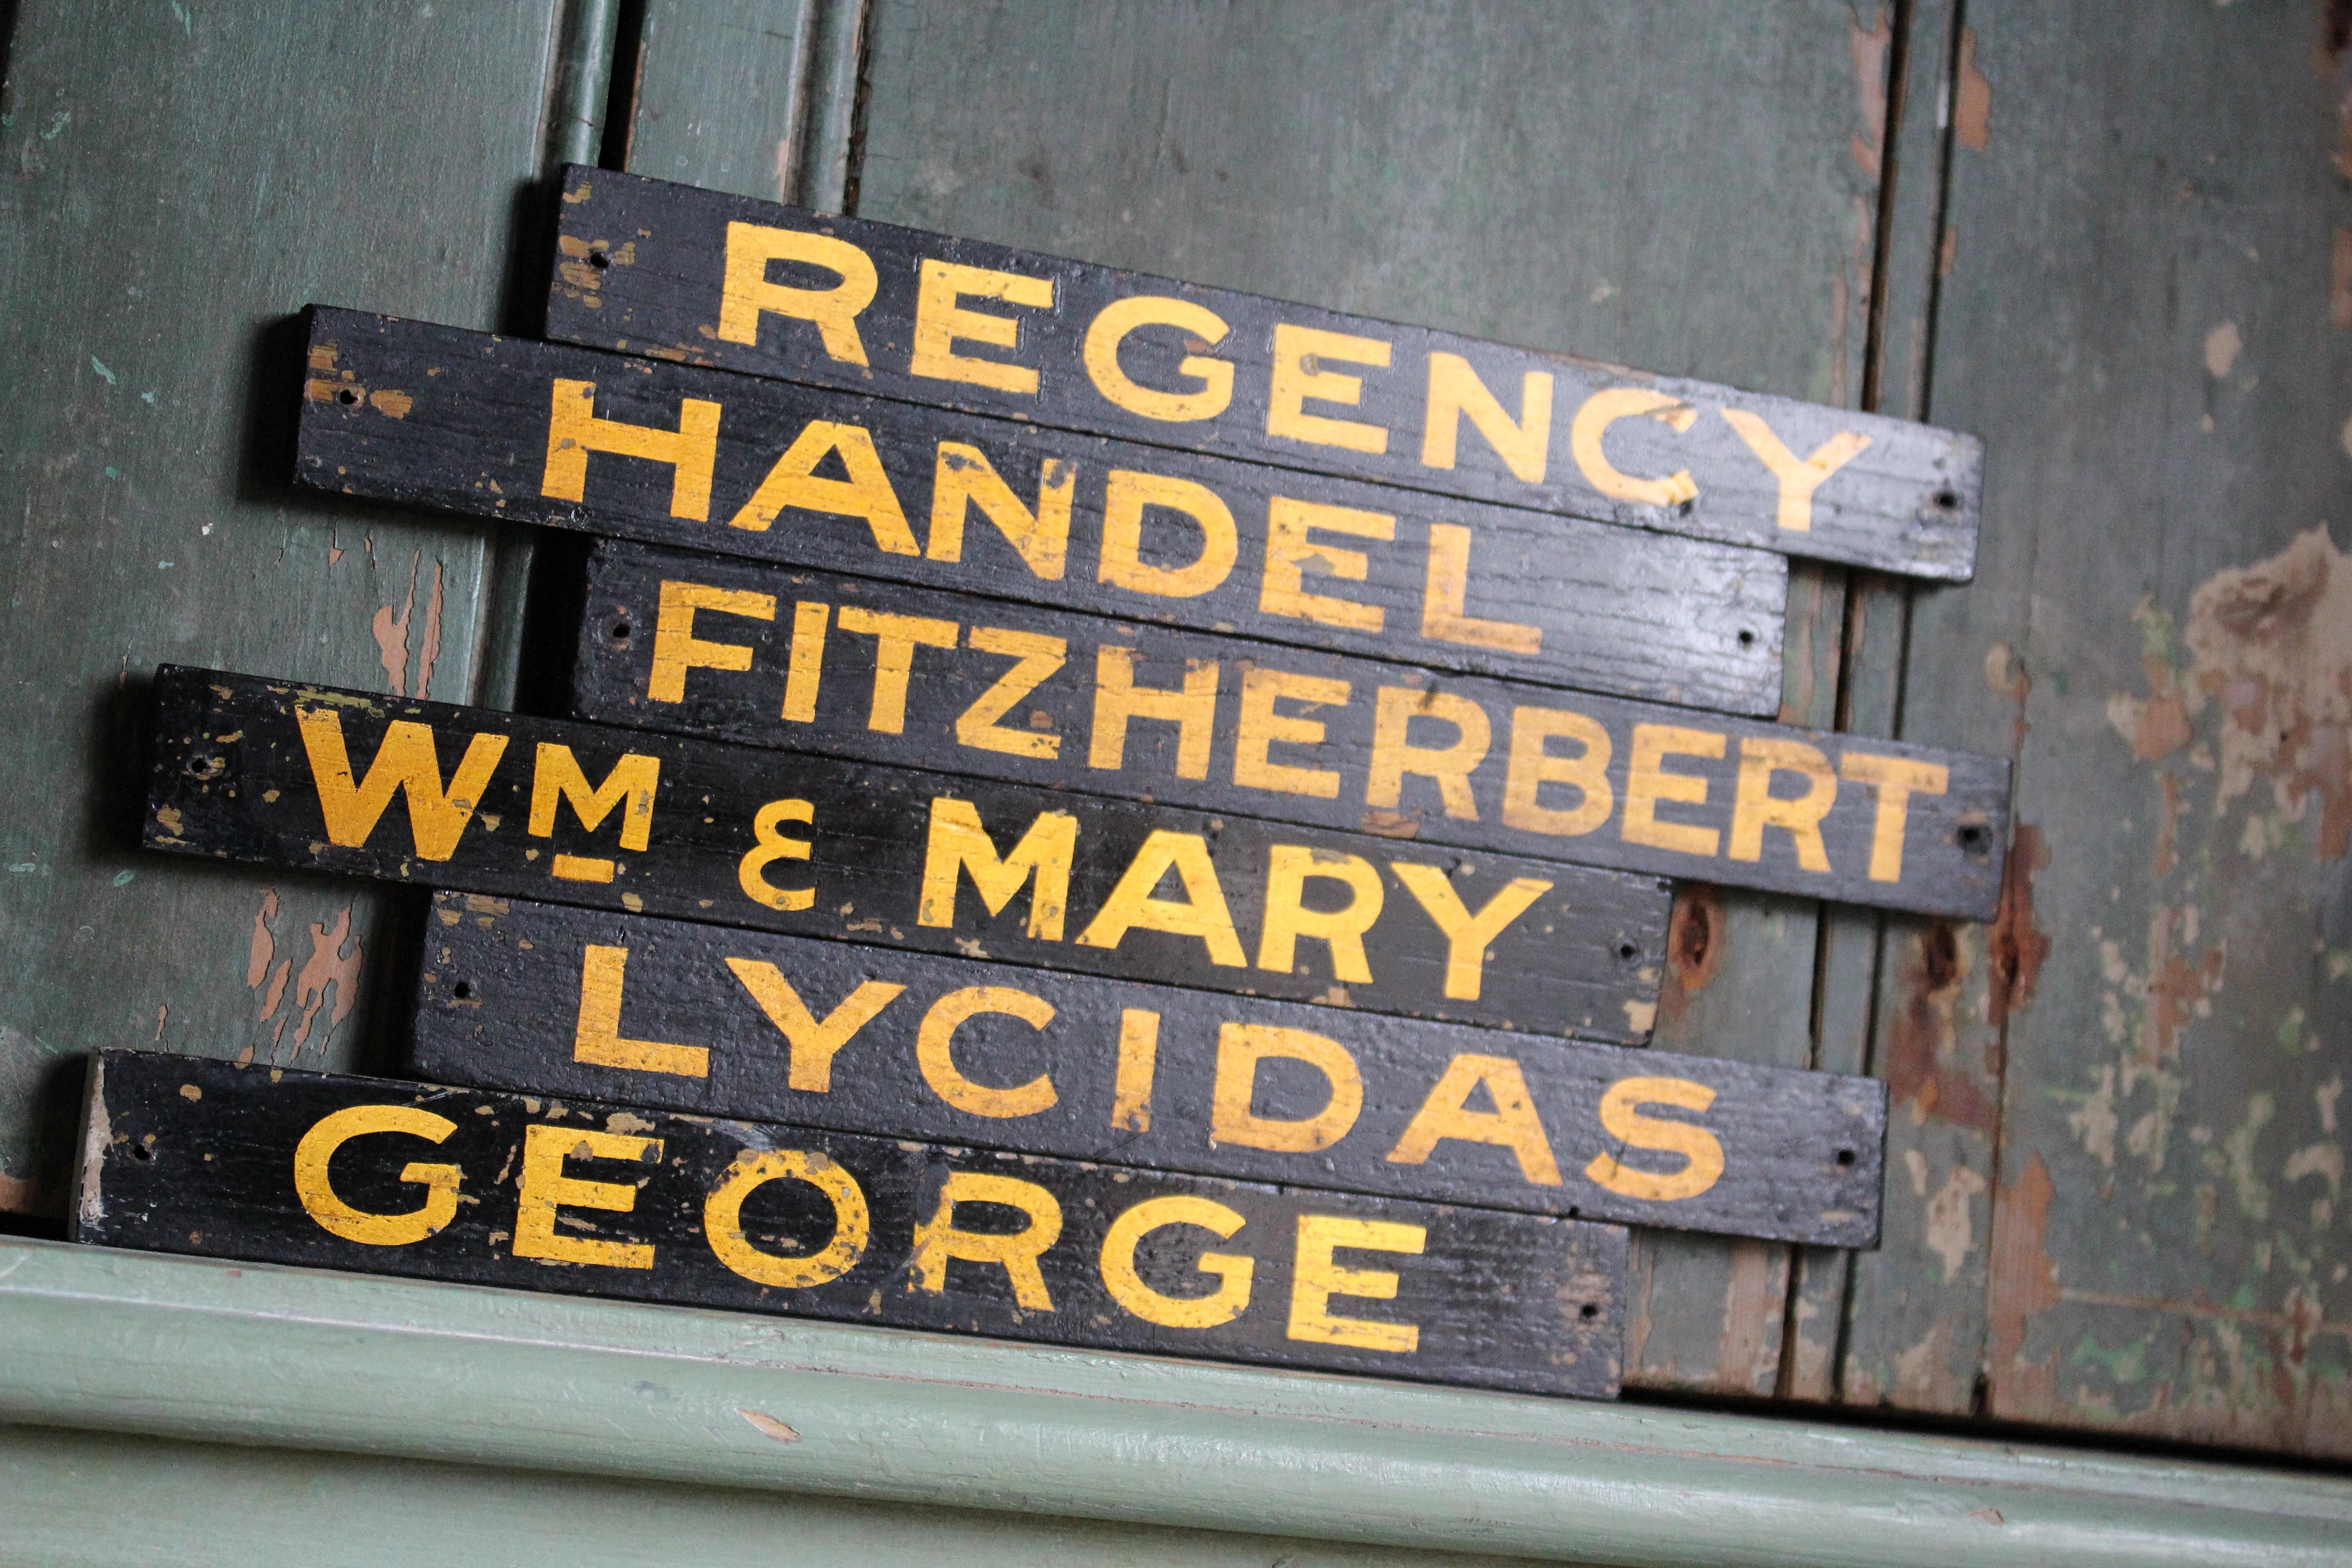 REGENCY
HANDEL
FITZHERBERT
WM & MARY
LYCIDAS
GEORGE